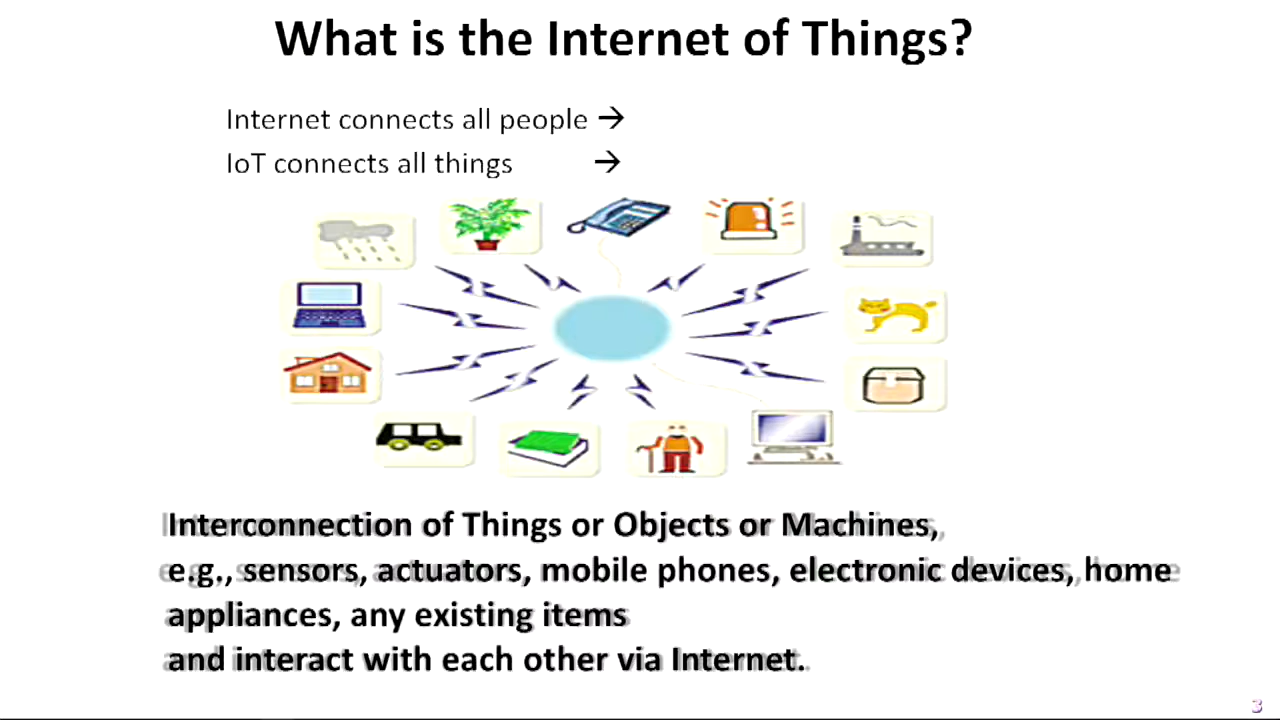 What is the Internet of Things?
Internet connects all people →
IoT connects all things →
Interconnection of Things or Objects or Machines,
e.g., sensors, actuators, mobile phones, electronic devices, home
appliances, any existing items
and interact with each other via Internet.
3